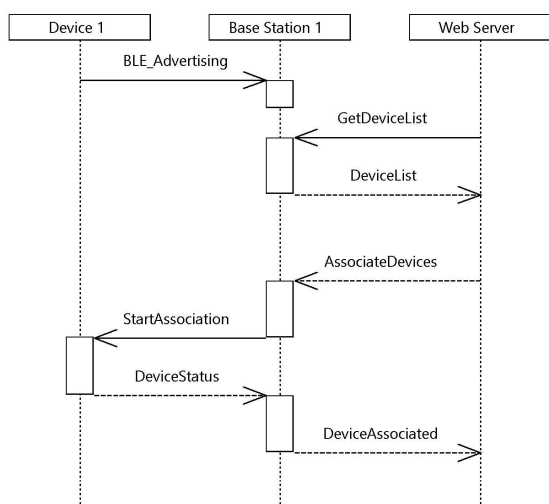 Device 1
Base Station 1
Web Server
BLE_Advertising
GetDeviceList
DeviceList
AssociateDevices
StartAssociation
DeviceStatus
DeviceAssociated